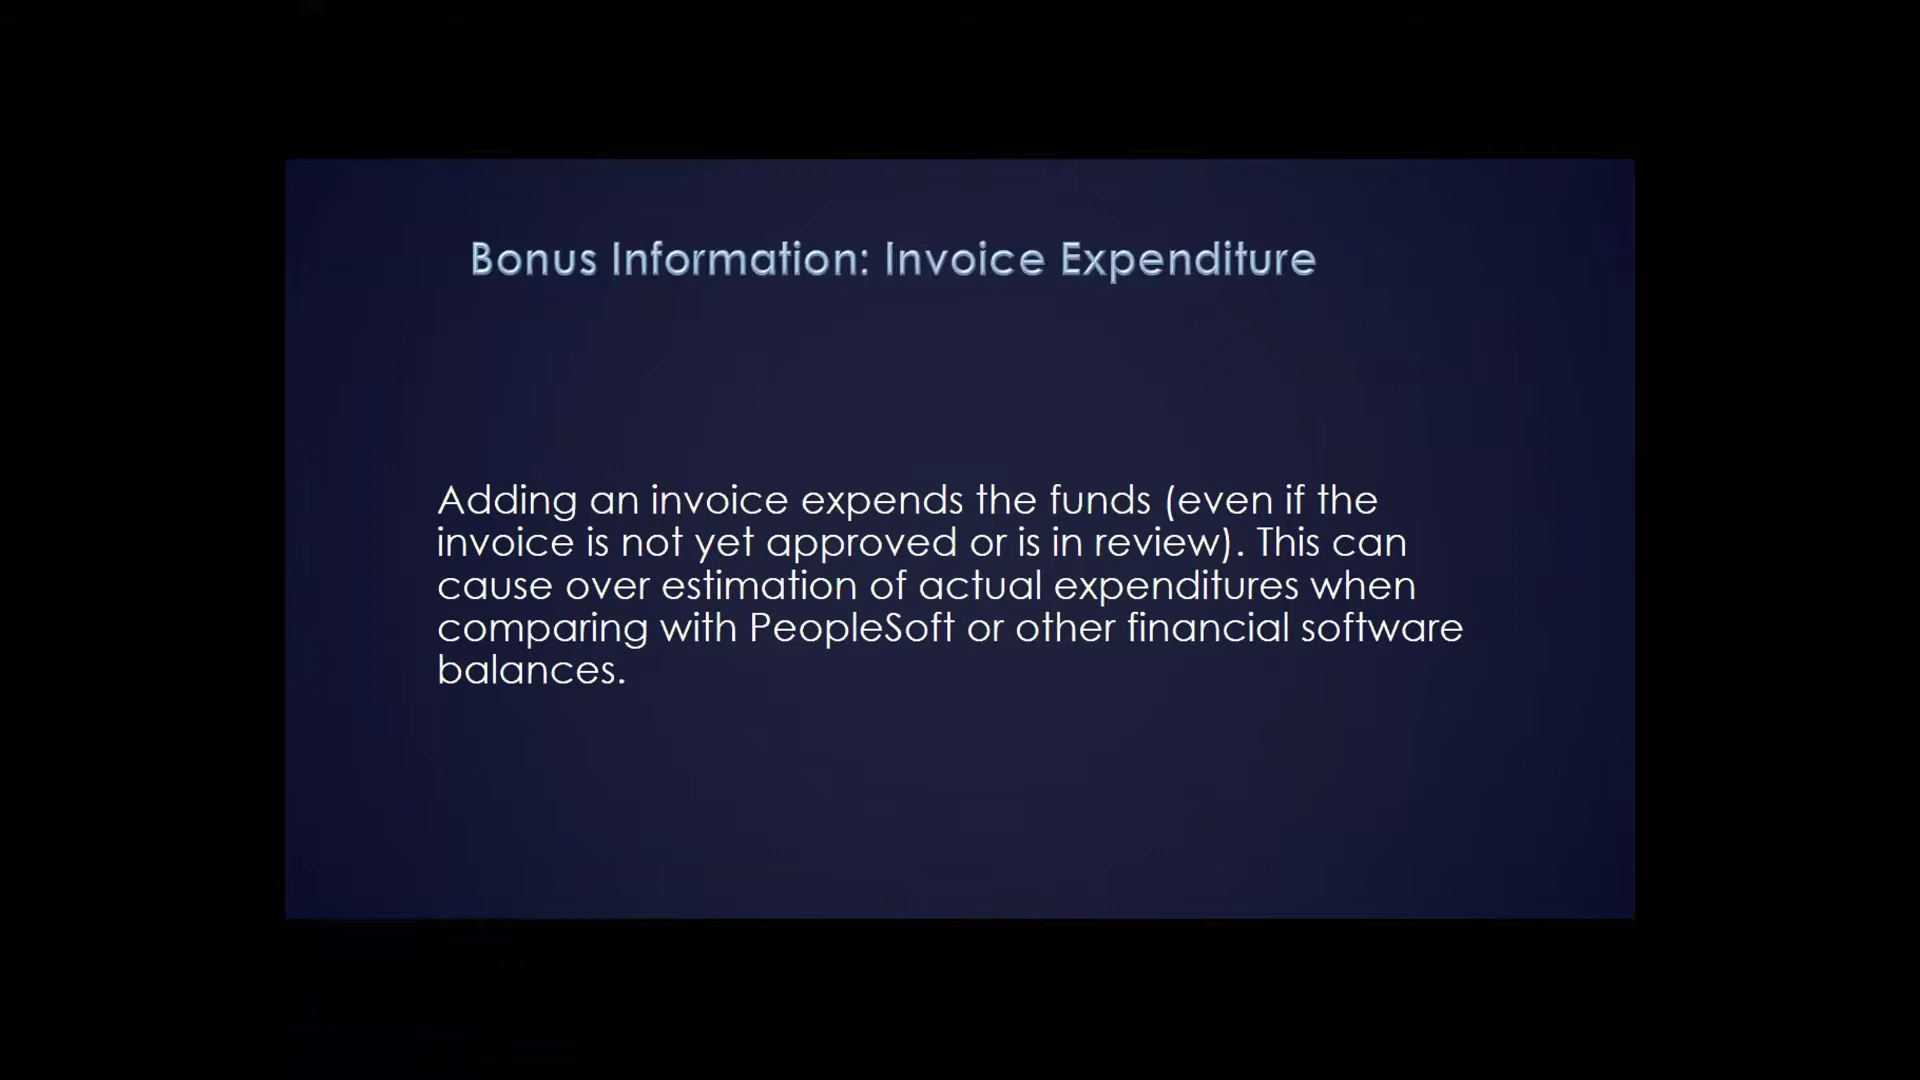 Bonus Information: Invoice Expenditure
Adding an invoice expends the funds (even if the
invoice is not yet approved or is in review). This can
cause over estimation of actual expenditures when
comparing with PeopleSoft or other financial software
balances.